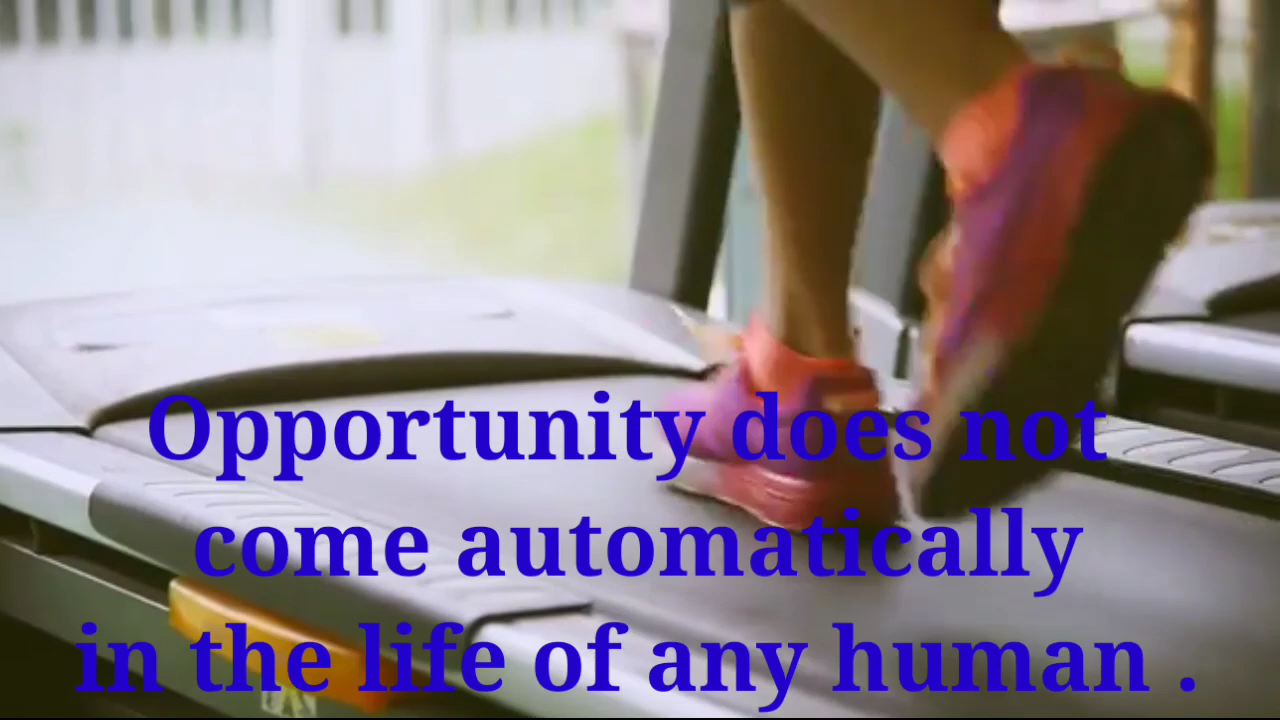 Opportunity does not
come automatically
in the life of any human .